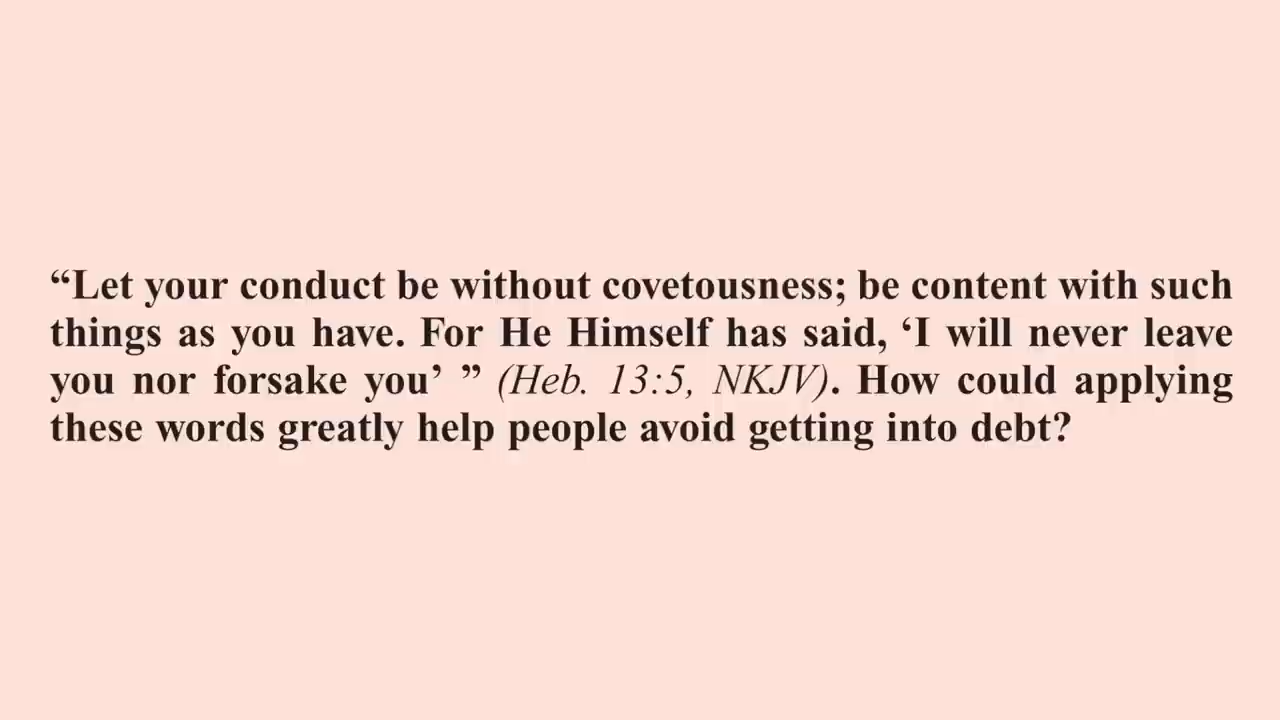 “Let your conduct be without covetousness; be content with such
things as you have. For He Himself has said, ‘I will never leave
you nor forsake you’ ” (Heb. 13:5, NKJV). How could applying
these words greatly help people avoid getting into debt?